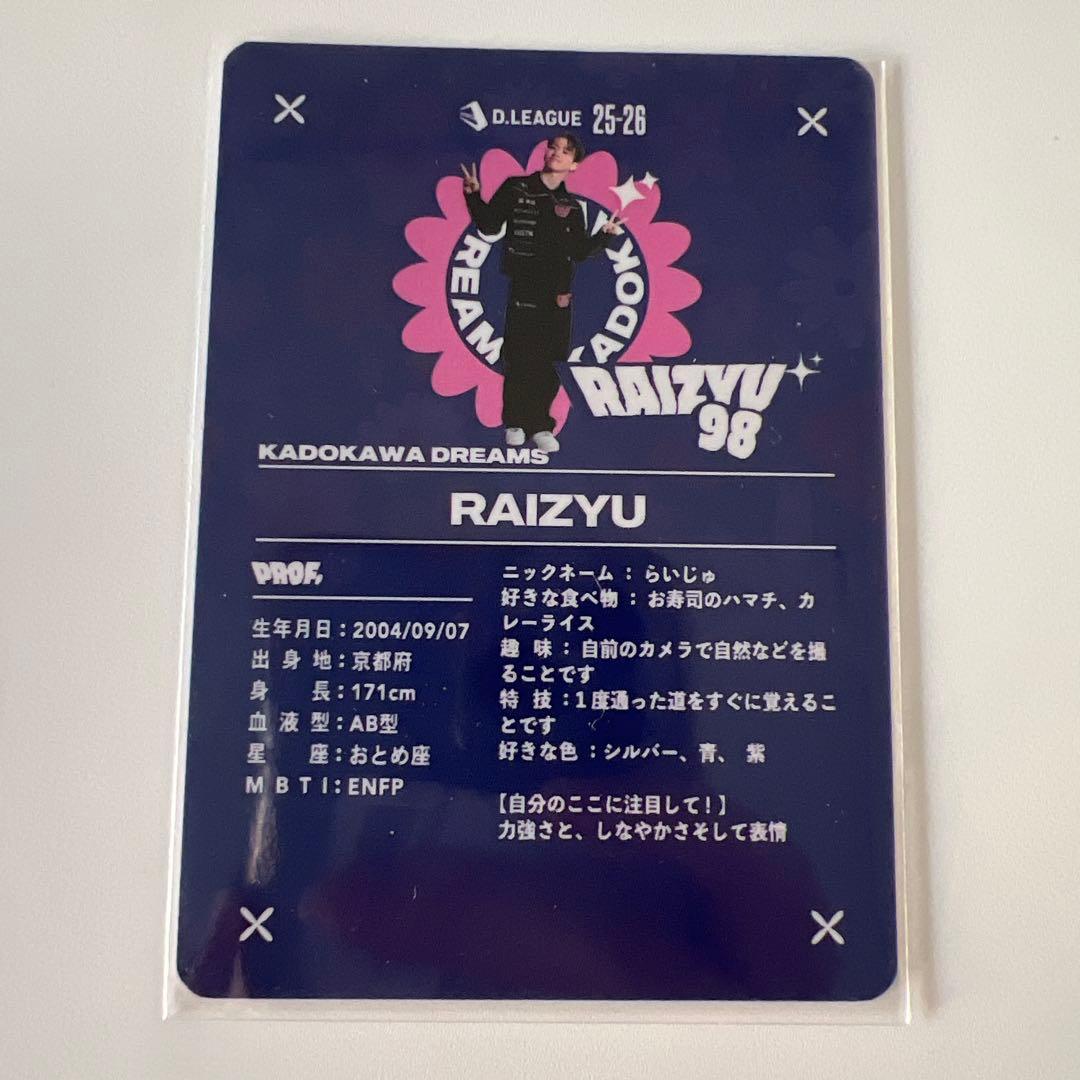 D.LEAGUE 25-26
DREAM
KADOK
RAIZYU
98
KADOKAWA DREAMS
RAIZYU
PROF.
生年月日：2004/09/07
出身地：京都府
身　長：171cm
血液型：AB型
星　座：おとめ座
MBTI：ENFP
ニックネーム：らいじゅ
好きな食べ物：お寿司のハマチ、カ
レーライス
趣味：自前のカメラで自然などを撮
ることです
特技：1度通った道をすぐに覚えるこ
とです
好きな色：シルバー、青、紫
【自分のここに注目して！】
力強さと、しなやかさそして表情